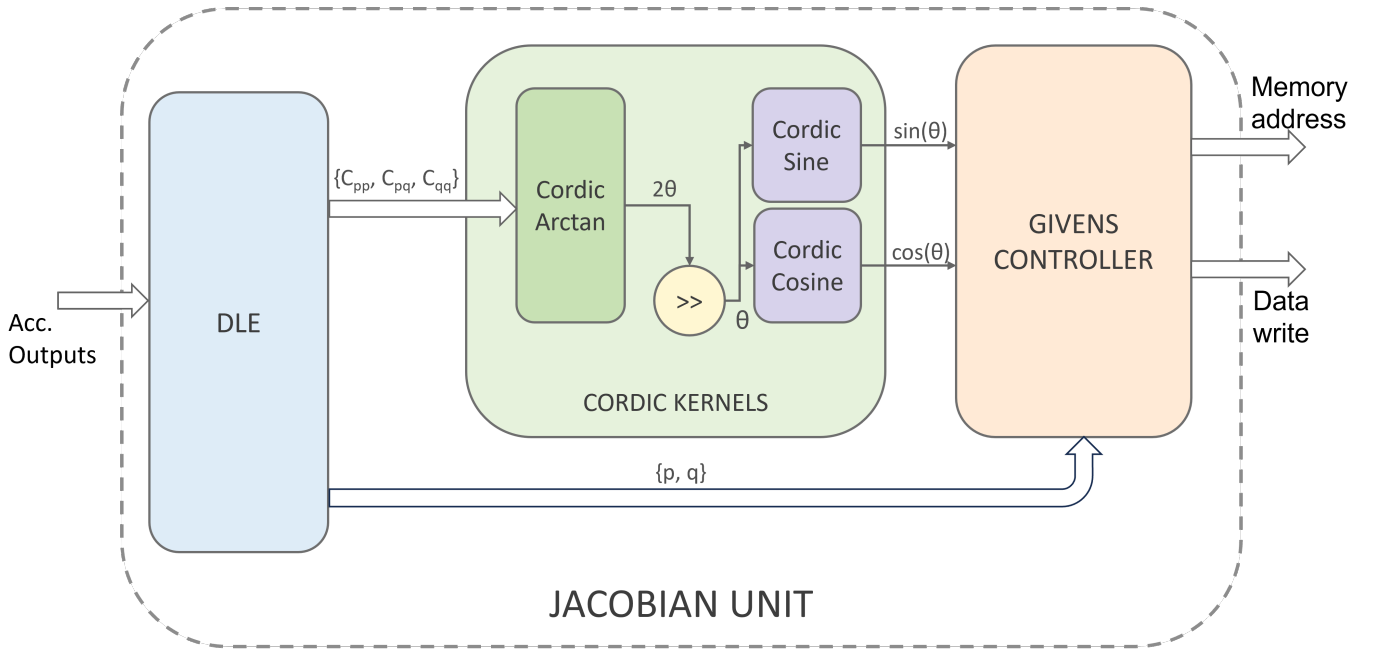 Memory
address
Cordic
Sine
sin(θ)
{Cpp, Cpq, Cqq}
Cordic
Arctan
2θ
GIVENS
CONTROLLER
Cordic
Cosine
cos(θ)
>>
θ
Acc.
Outputs
DLE
Data
write
CORDIC KERNELS
{p, q}
JACOBIAN UNIT